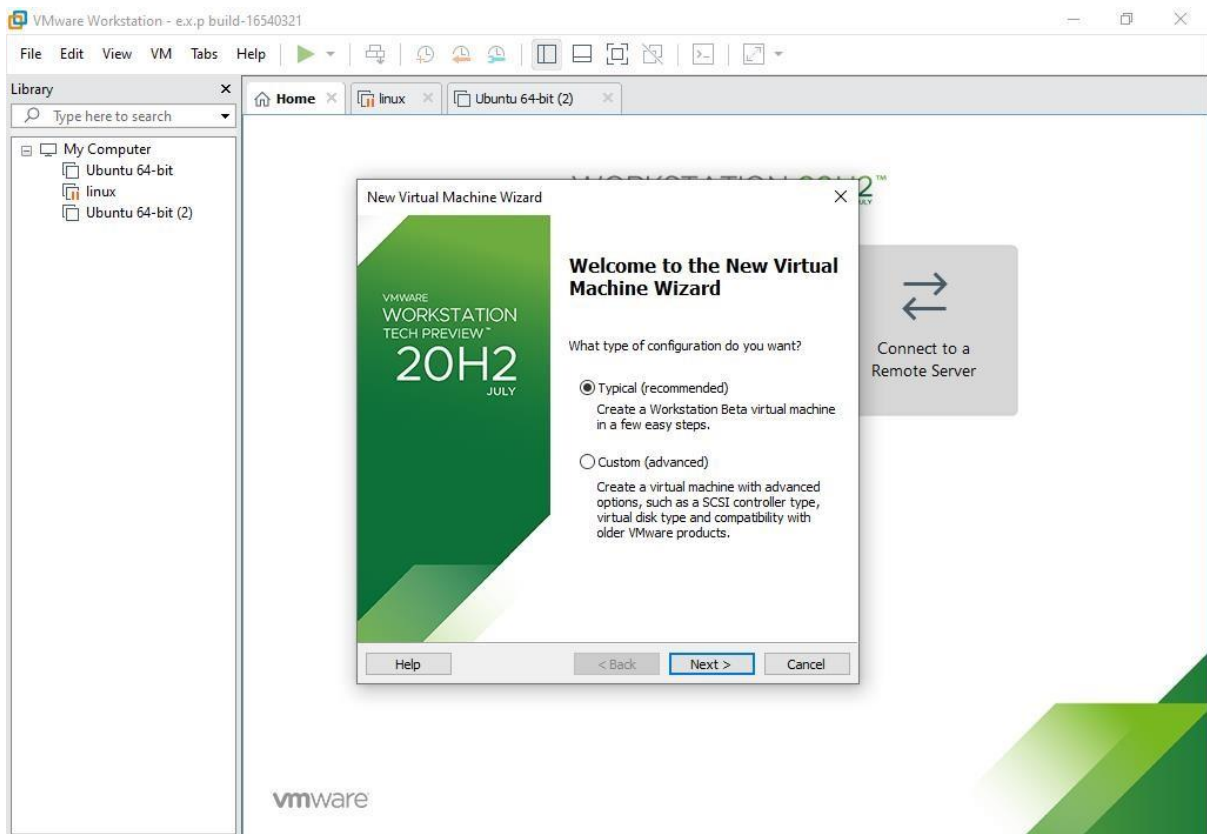 VMware Workstation - e.x.p build-16540321
File Edit View VM Tabs Help
Library
Type here to search
My Computer
Ubuntu 64-bit
linux
Ubuntu 64-bit (2)
Home
linux
Ubuntu 64-bit (2)
WORKSTATION 20H2™
New Virtual Machine Wizard
VMWARE
WORKSTATION
TECH PREVIEW™
20H2
JULY
Welcome to the New Virtual
Machine Wizard
What type of configuration do you want?
Typical (recommended)
Create a Workstation Beta virtual machine
in a few easy steps.
Custom (advanced)
Create a virtual machine with advanced
options, such as a SCSI controller type,
virtual disk type and compatibility with
older VMware products.
Help
< Back
Next >
Cancel
Connect to a
Remote Server
vmware